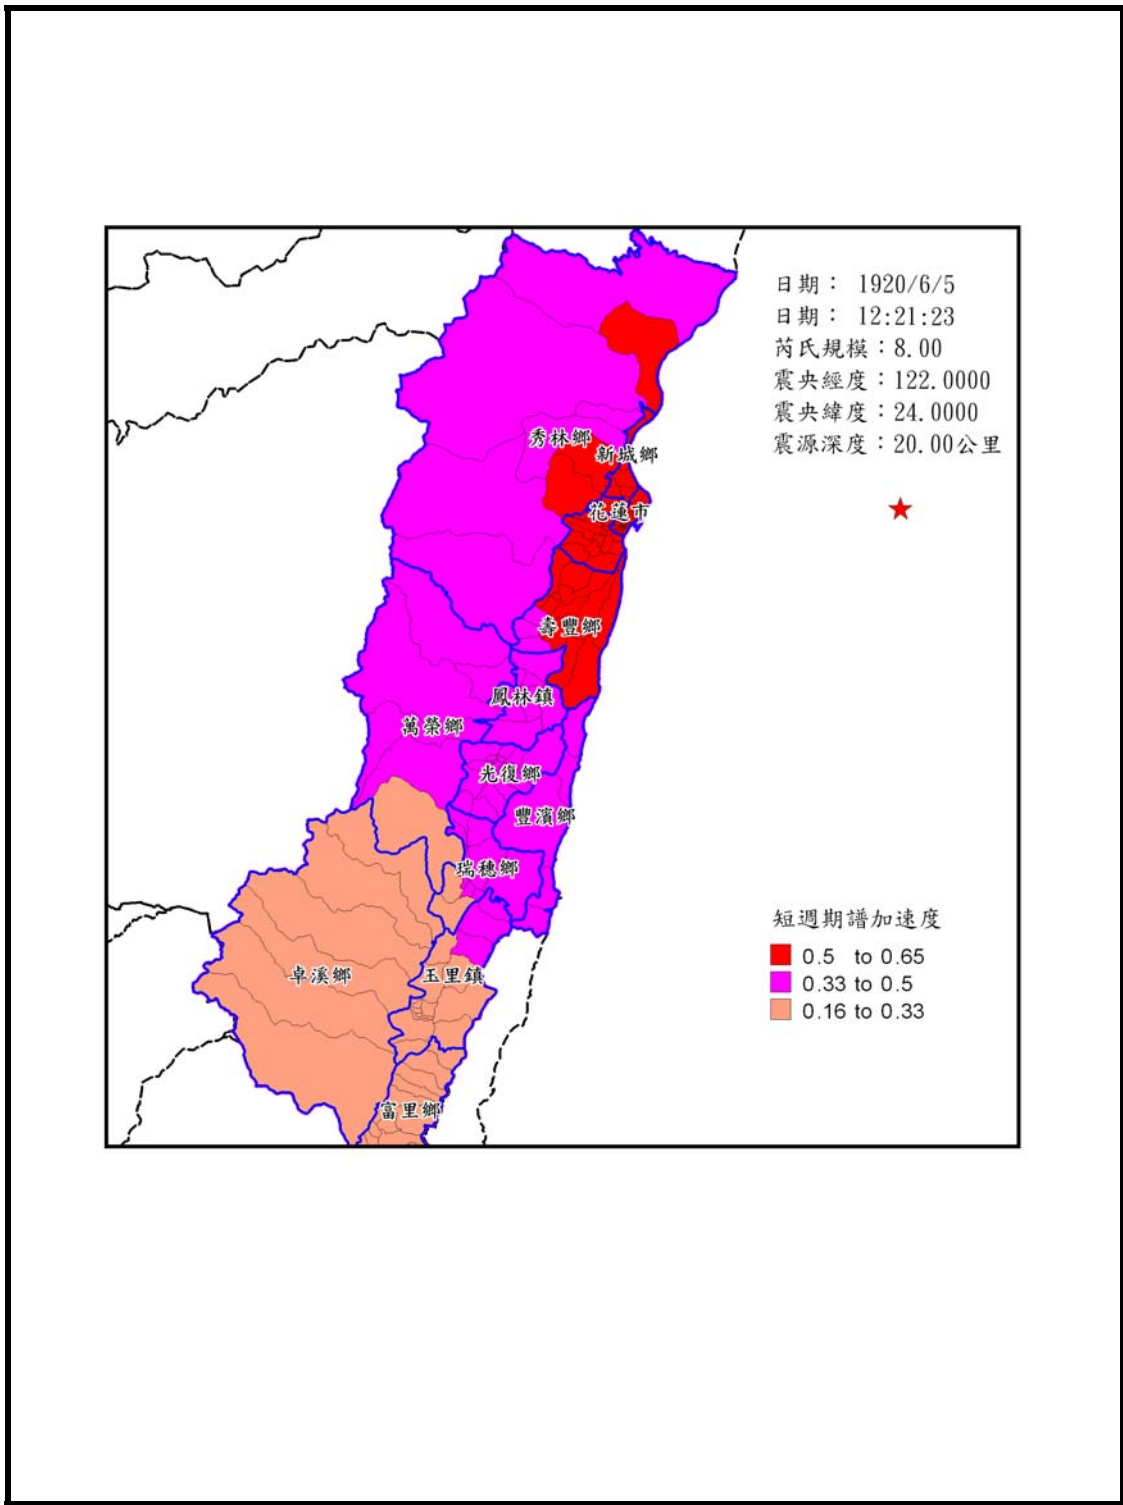 日期： 1920/6/5
日期： 12:21:23
芮氏規模：8.00
震央經度：122.0000
震央緯度：24.0000
震源深度：20.00公里
秀林鄉
新城鄉
花蓮市
壽豐鄉
鳳林鎮
萬榮鄉
光復鄉
豐濱鄉
瑞穗鄉
卓溪鄉
玉里鎮
富里鄉
短週期譜加速度
0.5 to 0.65
0.33 to 0.5
0.16 to 0.33